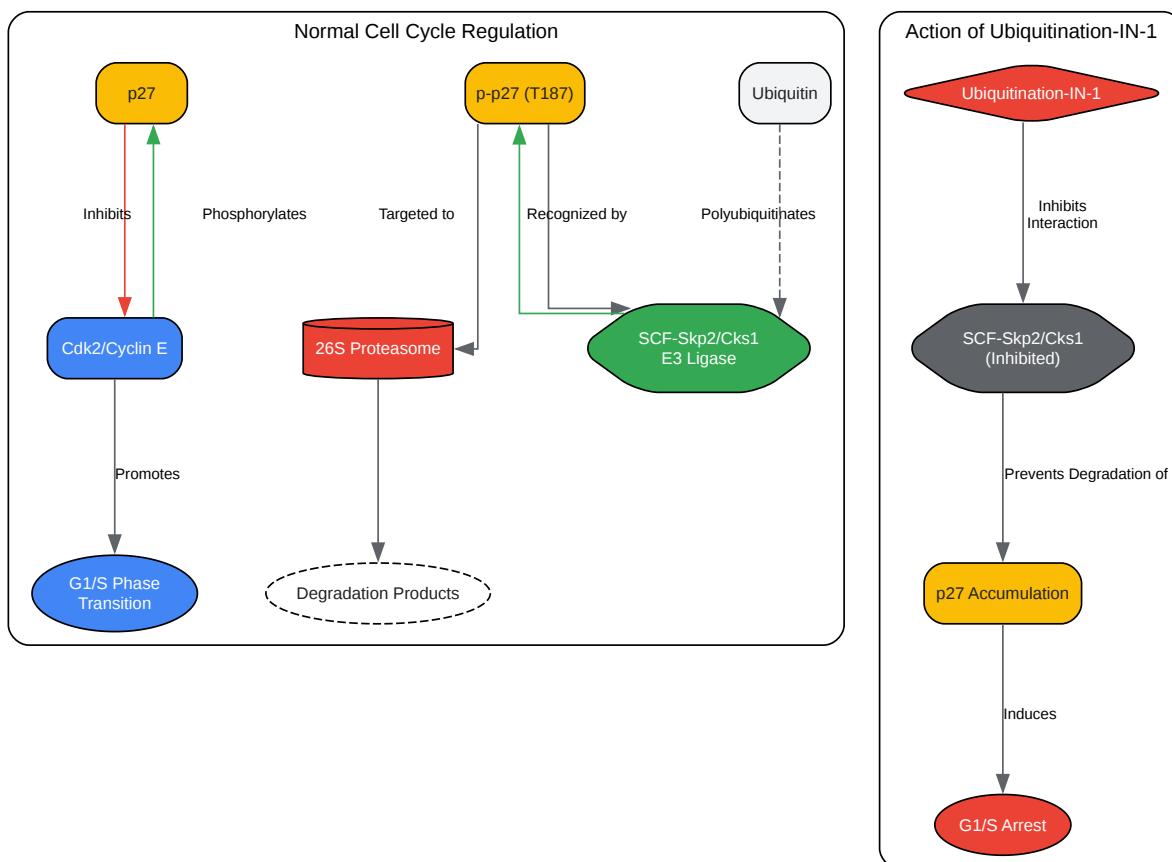 Normal Cell Cycle Regulation
Action of Ubiquitination-IN-1
p27
p-p27 (T187)
Ubiquitin
Ubiquitination-IN-1
Inhibits
Phosphorylates
Targeted to
Recognized by
Polyubiquitinates
Inhibits
Interaction
Cdk2/Cyclin E
26S Proteasome
SCF-Skp2/Cks1
E3 Ligase
SCF-Skp2/Cks1
(Inhibited)
Promotes
Prevents Degradation of
G1/S Phase
Transition
Degradation Products
p27 Accumulation
Induces
G1/S Arrest